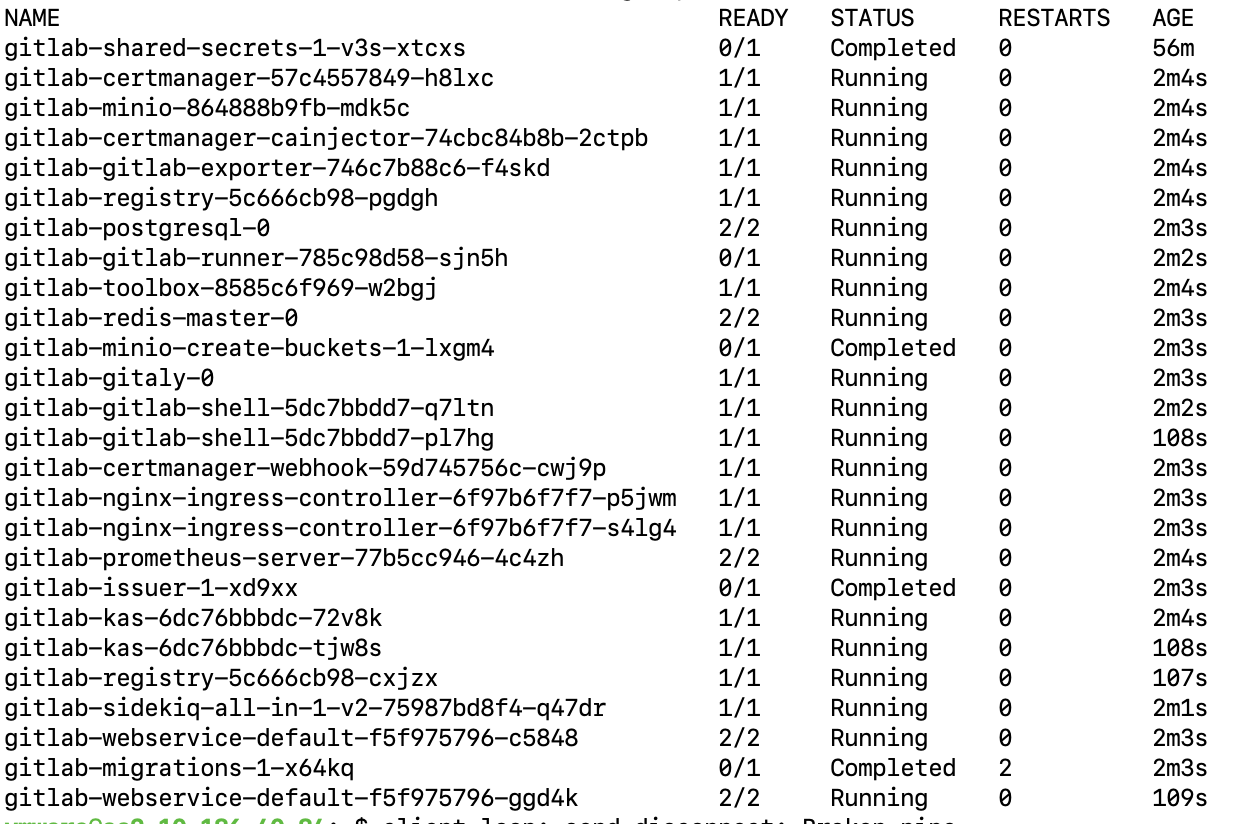 NAME READY STATUS RESTARTS AGE
gitlab-shared-secrets-1-v3s-xtcxs 0/1 Completed 0 56m
gitlab-certmanager-57c4557849-h8lxc 1/1 Running 0 2m4s
gitlab-minio-864888b9fb-mdk5c 1/1 Running 0 2m4s
gitlab-certmanager-cainjector-74cbc84b8b-2ctpb 1/1 Running 0 2m4s
gitlab-gitlab-exporter-746c7b88c6-f4skd 1/1 Running 0 2m4s
gitlab-registry-5c666cb98-pgdgh 1/1 Running 0 2m4s
gitlab-postgresql-0 2/2 Running 0 2m3s
gitlab-gitlab-runner-785c98d58-sjn5h 0/1 Running 0 2m2s
gitlab-toolbox-8585c6f969-w2bgj 1/1 Running 0 2m4s
gitlab-redis-master-0 2/2 Running 0 2m3s
gitlab-minio-create-buckets-1-lxgm4 0/1 Completed 0 2m3s
gitlab-gitaly-0 1/1 Running 0 2m3s
gitlab-gitlab-shell-5dc7bbdd7-q7ltn 1/1 Running 0 2m2s
gitlab-gitlab-shell-5dc7bbdd7-pl7hg 1/1 Running 0 108s
gitlab-certmanager-webhook-59d745756c-cwj9p 1/1 Running 0 2m3s
gitlab-nginx-ingress-controller-6f97b6f7f7-p5jwm 1/1 Running 0 2m3s
gitlab-nginx-ingress-controller-6f97b6f7f7-s4lg4 1/1 Running 0 2m3s
gitlab-prometheus-server-77b5cc946-4c4zh 2/2 Running 0 2m4s
gitlab-issuer-1-xd9xx 0/1 Completed 0 2m3s
gitlab-kas-6dc76bbbdc-72v8k 1/1 Running 0 2m4s
gitlab-kas-6dc76bbbdc-tjw8s 1/1 Running 0 108s
gitlab-registry-5c666cb98-cxjzx 1/1 Running 0 107s
gitlab-sidekiq-all-in-1-v2-75987bd8f4-q47dr 1/1 Running 0 2m1s
gitlab-webservice-default-f5f975796-c5848 2/2 Running 0 2m3s
gitlab-migrations-1-x64kq 0/1 Completed 2 2m3s
gitlab-webservice-default-f5f975796-ggd4k 2/2 Running 0 109s
$ client_loop: send disconnect: Broken pipe